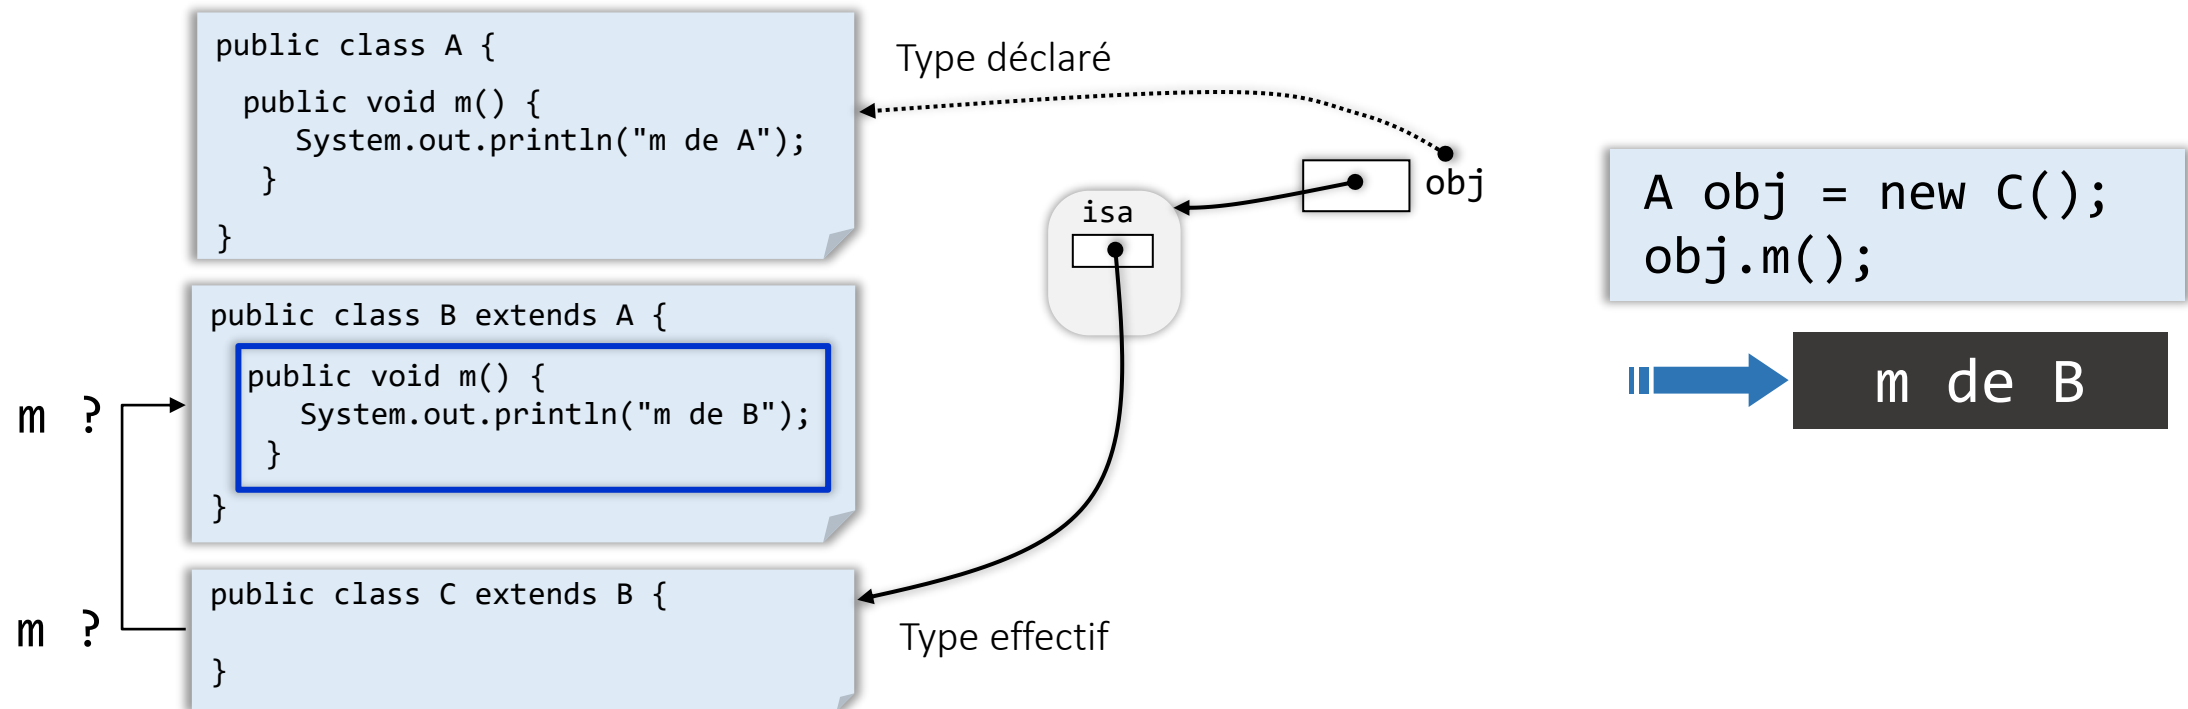 public class A {
public void m() {
System.out.println("m de A");
}
}
Type déclaré
obj
isa
A obj = new C();
obj.m();
m de B
public class B extends A {
public void m() {
System.out.println("m de B");
}
}
m ?
m ?
public class C extends B {
}
Type effectif